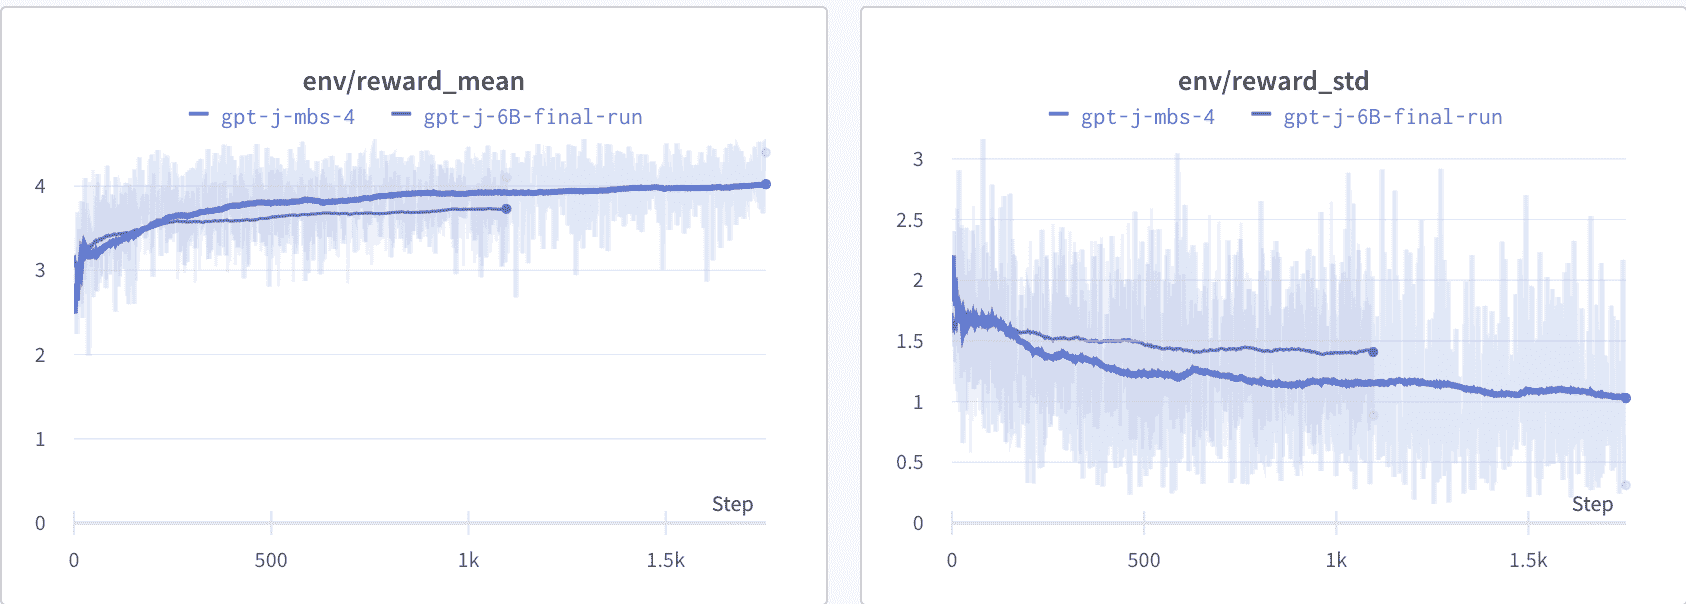 env/reward_mean
gpt-j-mbs-4 gpt-j-6B-final-run
4
3
2
1
0
Step
0 500 1k 1.5k
env/reward_std
gpt-j-mbs-4 gpt-j-6B-final-run
3
2.5
2
1.5
1
0.5
0
Step
0 500 1k 1.5k